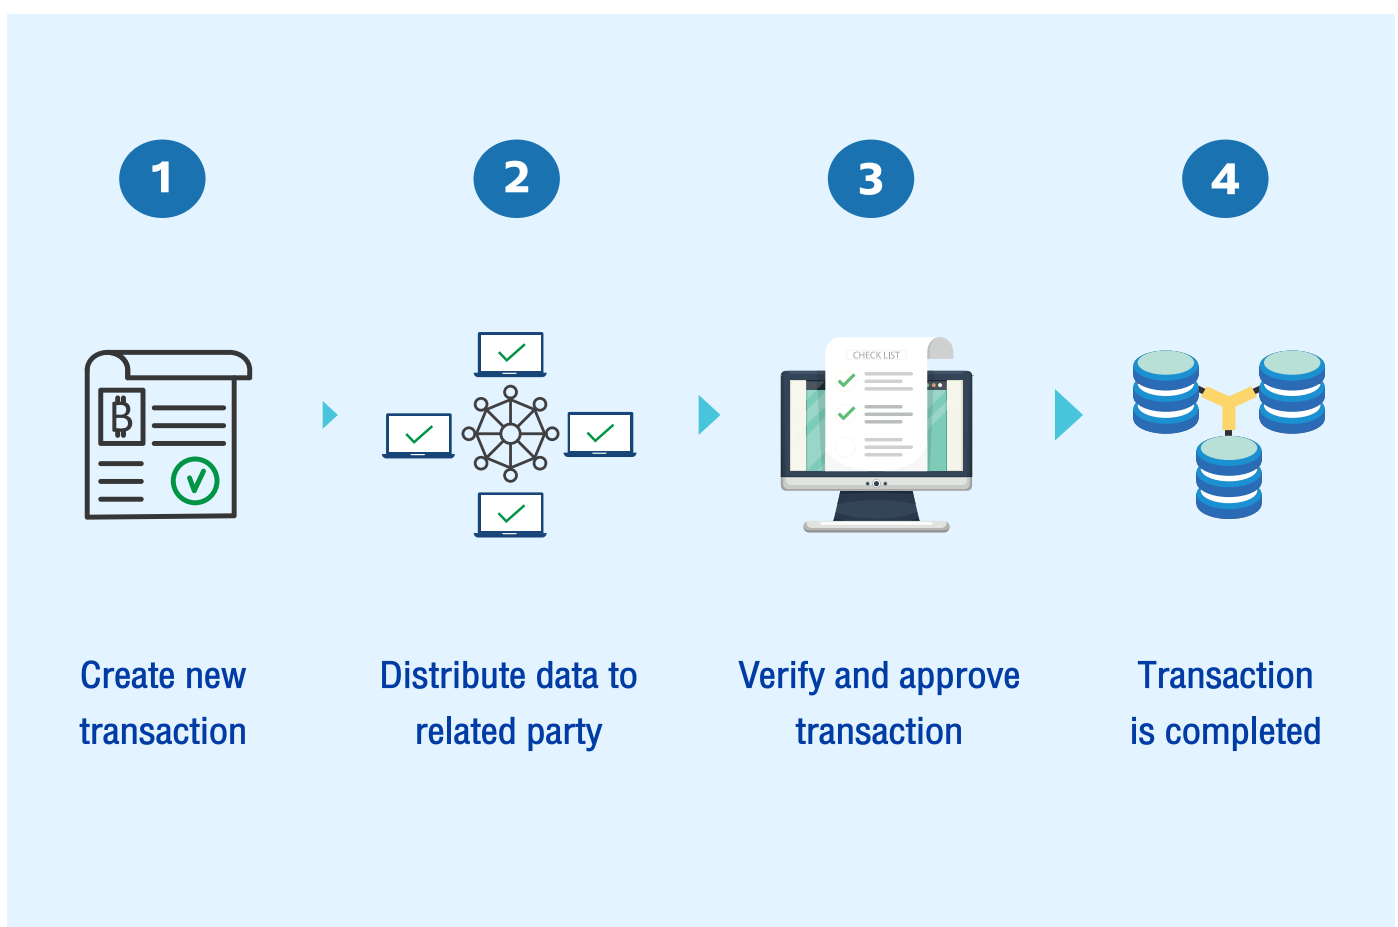 1
2
3
4
CHECK LIST
Create new
transaction
Distribute data to
related party
Verify and approve
transaction
Transaction
is completed